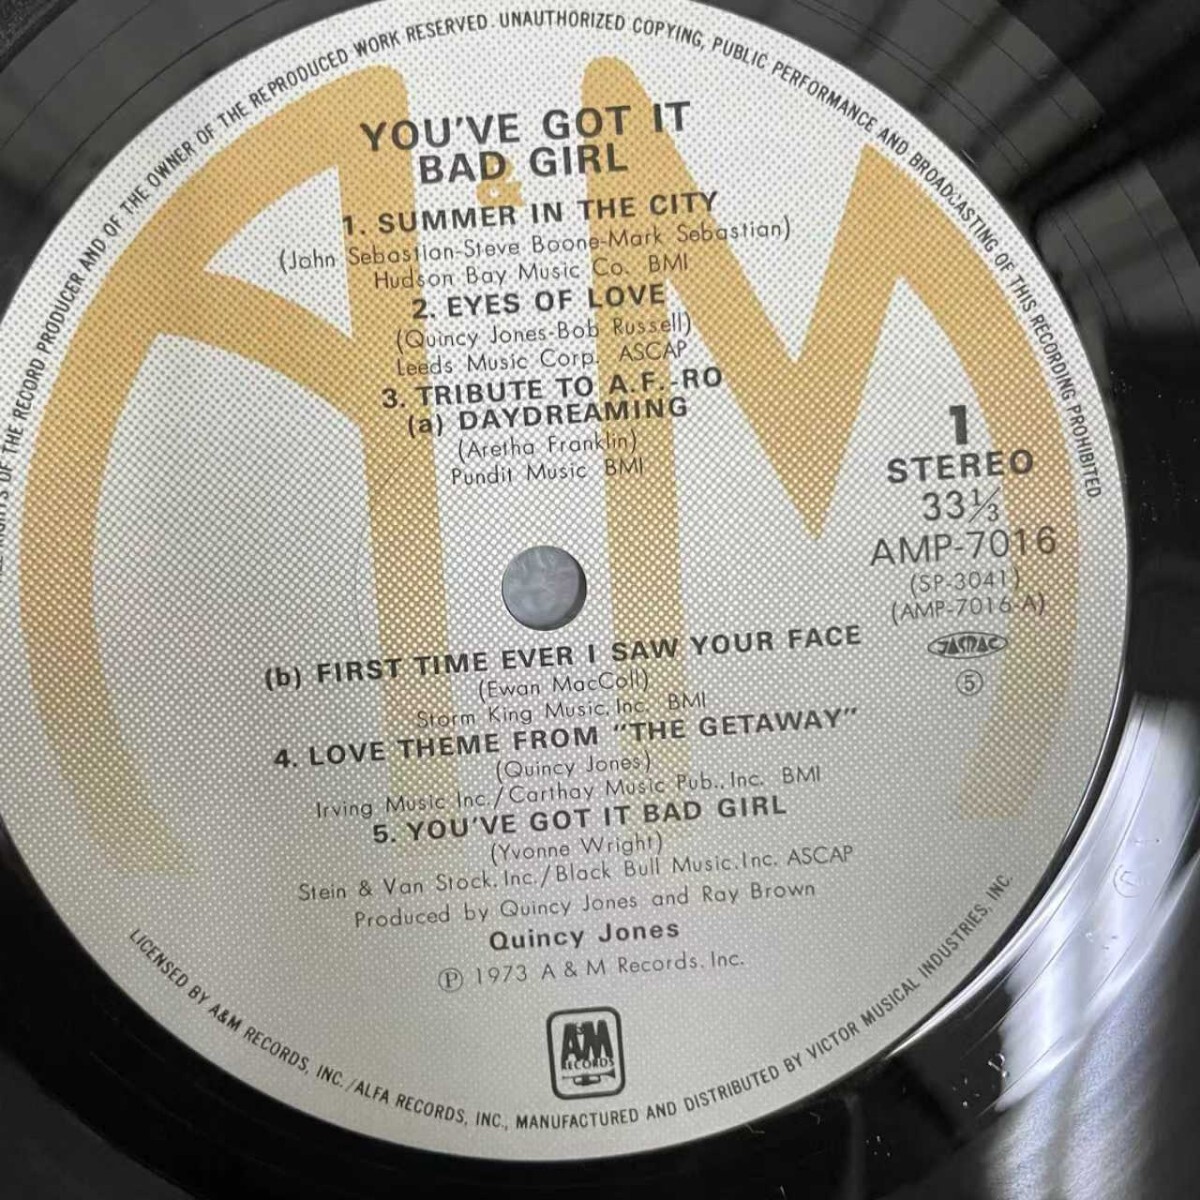 YOU'VE GOT IT
BAD GIRL
1. SUMMER IN THE CITY
(John Sebastian-Steve Boone-Mark Sebastian)
Hudson Bay Music Co. BMI
2. EYES OF LOVE
(Quincy Jones-Bob Russell)
Leeds Music Corp. ASCAP
3. TRIBUTE TO A.F.-RO
(a) DAYDREAMING
(Aretha Franklin)
Pundit Music BMI
1
STEREO
33⅓
AMP-7016
(SP-3041)
(AMP-7016-A)
JASRAC
⑤
(b) FIRST TIME EVER I SAW YOUR FACE
(Ewan MacColl)
Storm King Music. Inc. BMI
4. LOVE THEME FROM "THE GETAWAY"
(Quincy Jones)
Irving Music Inc./Carthay Music Pub., Inc. BMI
5. YOU'VE GOT IT BAD GIRL
(Yvonne Wright)
Stein & Van Stock. Inc./Black Bull Music. Inc. ASCAP
Produced by Quincy Jones and Ray Brown
Quincy Jones
Ⓟ 1973 A & M Records. Inc.
A&M
RECORDS
OF THE RECORD PRODUCER AND OF THE OWNER OF THE REPRODUCED WORK RESERVED. UNAUTHORIZED COPYING, PUBLIC PERFORMANCE AND BROADCASTING OF THIS RECORDING PROHIBITED
LICENSED BY A&M RECORDS, INC./ALFA RECORDS, INC., MANUFACTURED AND DISTRIBUTED BY VICTOR MUSICAL INDUSTRIES, INC.